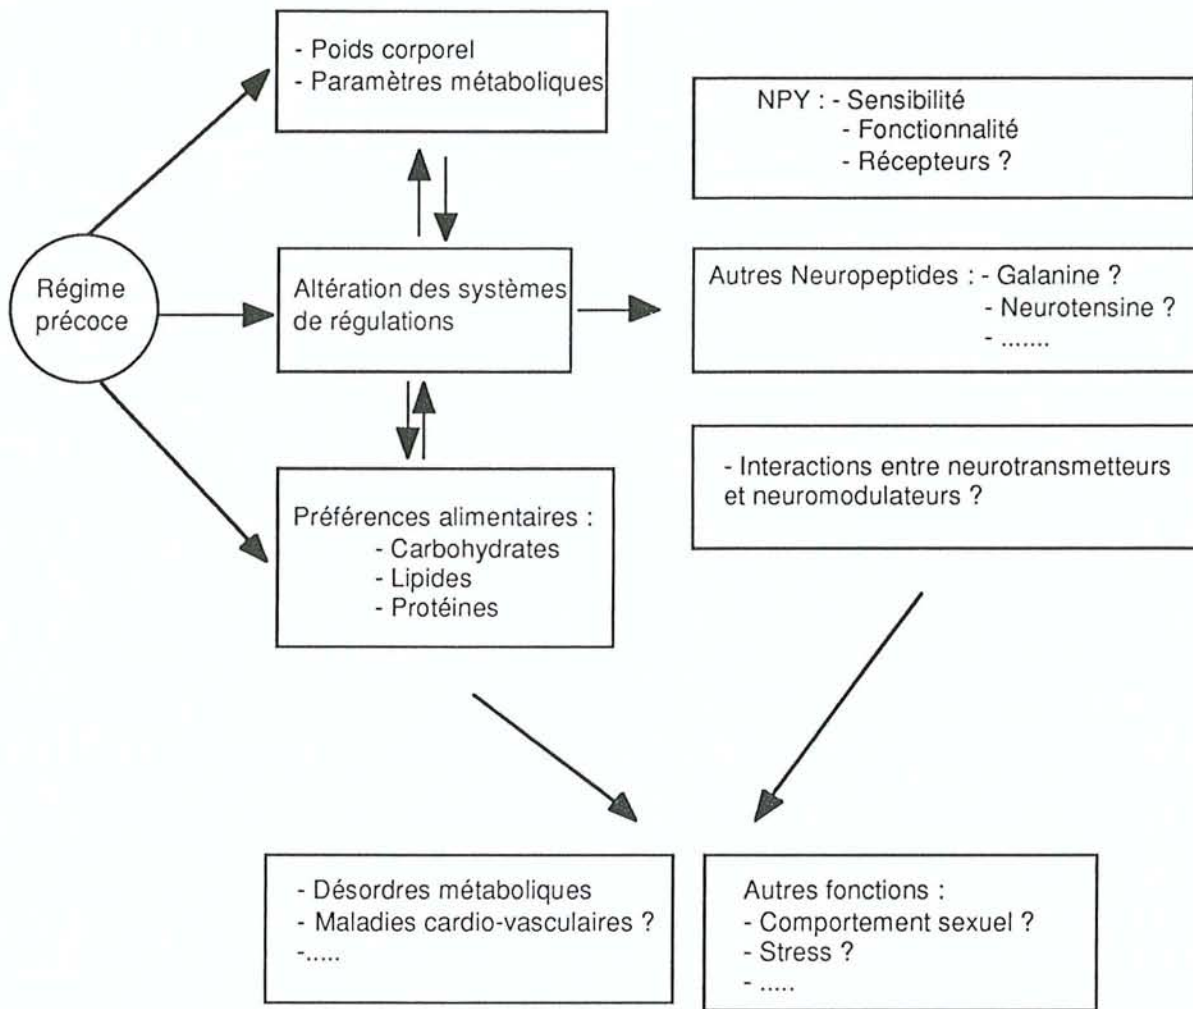 - Poids corporel
- Paramètres métaboliques
NPY : - Sensibilité
- Fonctionnalité
- Récepteurs ?
Régime
précoce
Altération des systèmes
de régulations
Autres Neuropeptides : - Galanine ?
- Neurotensine ?
- .......
Préférences alimentaires :
- Carbohydrates
- Lipides
- Protéines
- Interactions entre neurotransmetteurs
et neuromodulateurs ?
- Désordres métaboliques
- Maladies cardio-vasculaires ?
-.....
Autres fonctions :
- Comportement sexuel ?
- Stress ?
- .....